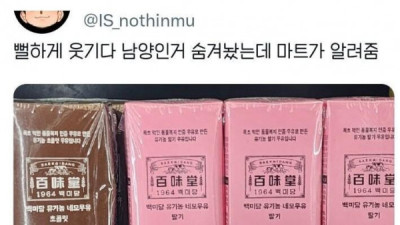 @IS_nothinmu
뻘하게 웃기다 남양인거 숨겨놨는데 마트가 알려줌
百味堂
1964 백미당
백미당 유기농 네모우유
초콜릿
百味堂
1964 백미당
백미당 유기농 네모우유
딸기
百味堂
1964 백미당
백미당 유기농 네모우유
딸기
百味堂
1964 백미당
백미당 유기농 네모우유
딸기